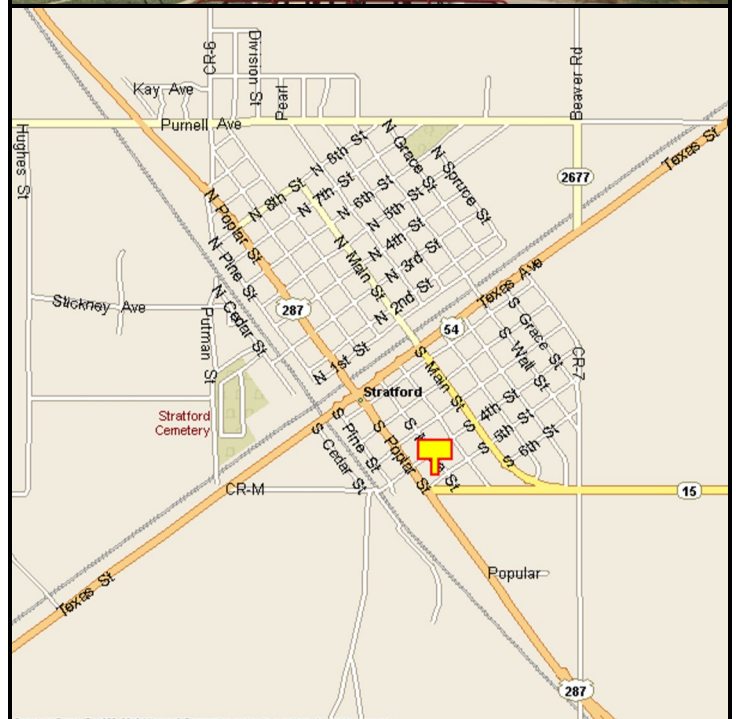 CR-9
Division St
Pearl
Kay Ave
Purnell Ave
Beaver Rd
Hughes St
Texas St
2677
N Grace St
N Spruce St
N 8th St
N 7th St
N 6th St
N 8th St
N 5th St
N 4th St
N 3rd St
N 2nd St
N 1st St
N Poplar St
N Main St
N Pine St
N Cedar St
Texas Ave
Stickney Ave
Putman St
287
54
S Grace St
S Wall St
CR-7
S Main St
Stratford
Stratford
Cemetery
S 4th St
S 5th St
S 6th St
S Pine St
S Poplar St
S Cedar St
CR-M
15
Texas St
Popular
287